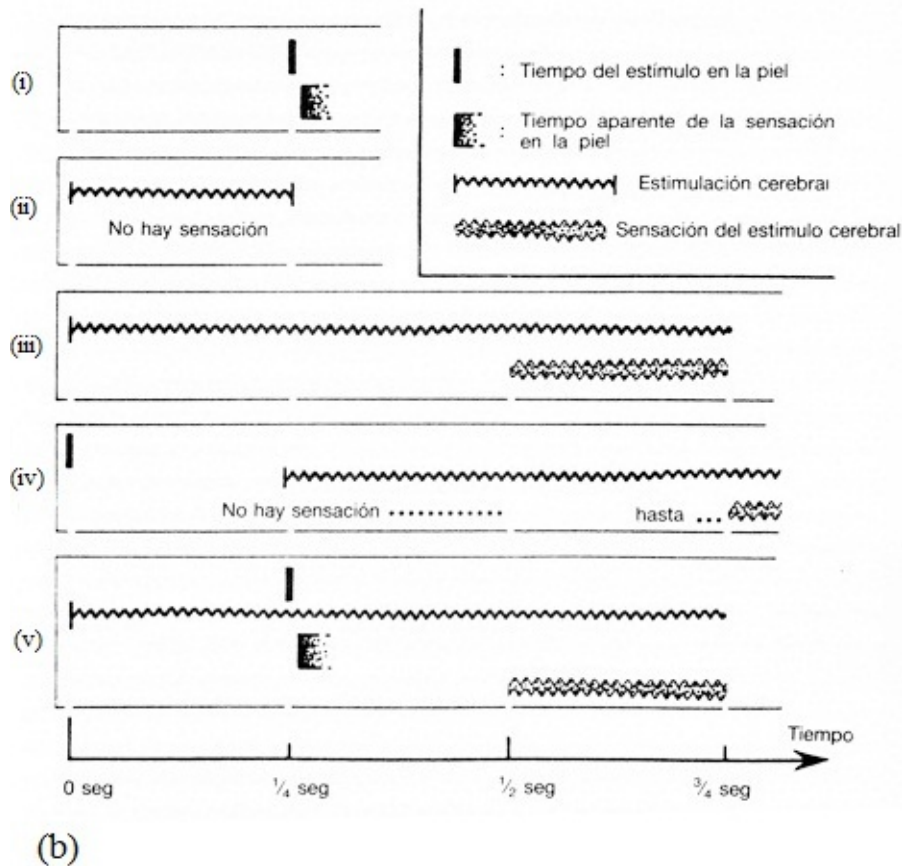 (i)
: Tiempo del estímulo en la piel
: Tiempo aparente de la sensación
en la piel
Estimulación cerebral
Sensación del estimulo cerebral
(ii)
No hay sensación
(iii)
(iv)
No hay sensación ............
hasta ...
(v)
Tiempo
0 seg
¼ seg
½ seg
¾ seg
(b)